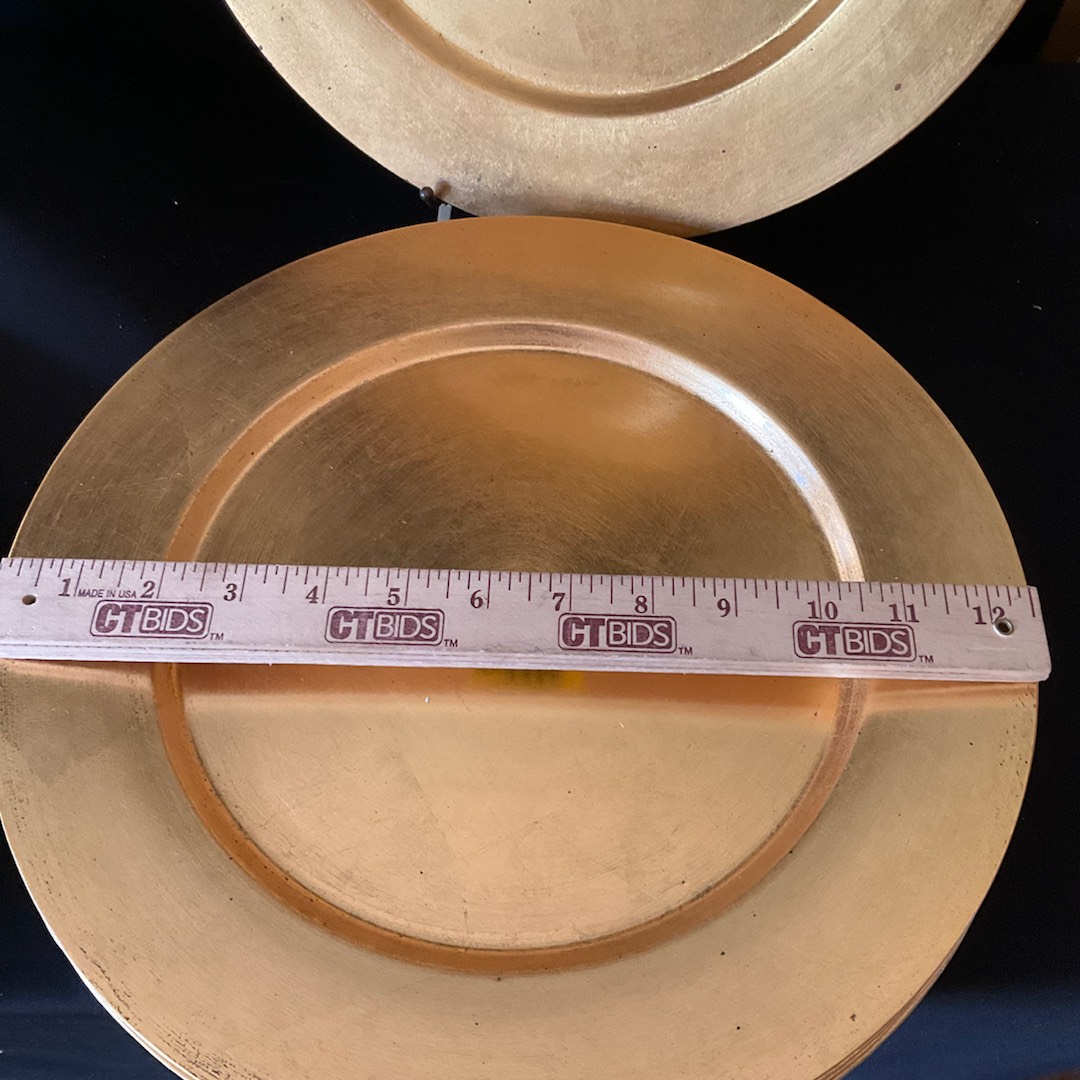 1 2 3 4 5 6 7 8 9 10 11 12
MADE IN USA
CTBIDS™ CTBIDS™ CTBIDS™ CTBIDS™